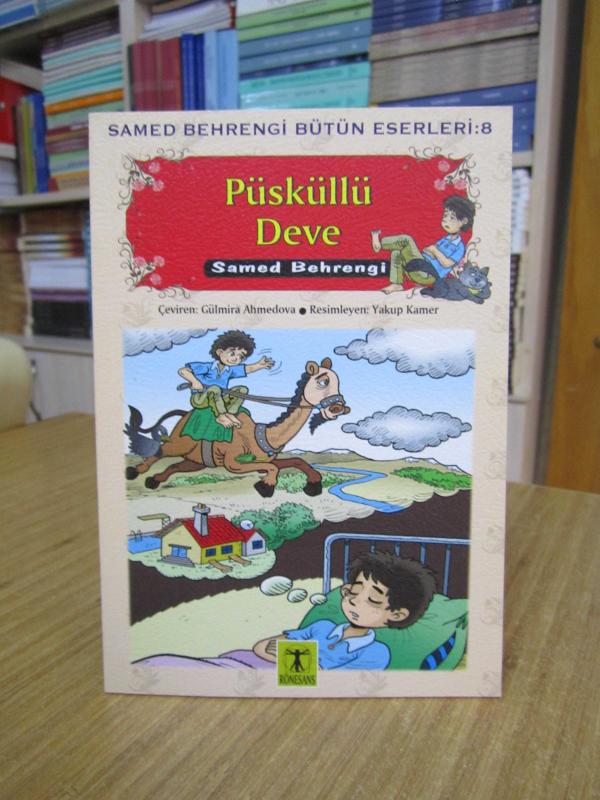 SAMED BEHRENGİ BÜTÜN ESERLERİ:8
Püsküllü
Deve
Samed Behrengi
Çeviren: Gülmira Ahmedova ● Resimleyen: Yakup Kamer
RÖNESANS